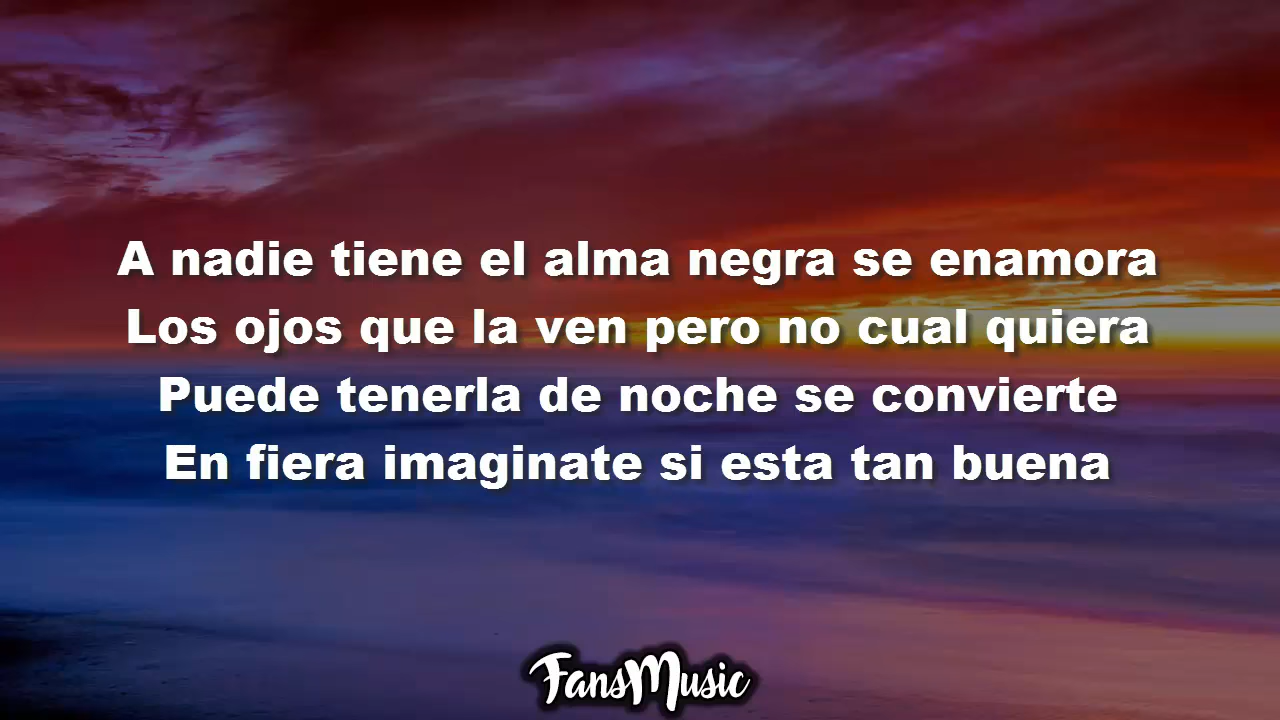 A nadie tiene el alma negra se enamora
Los ojos que la ven pero no cual quiera
Puede tenerla de noche se convierte
En fiera imaginate si esta tan buena
FansMusic